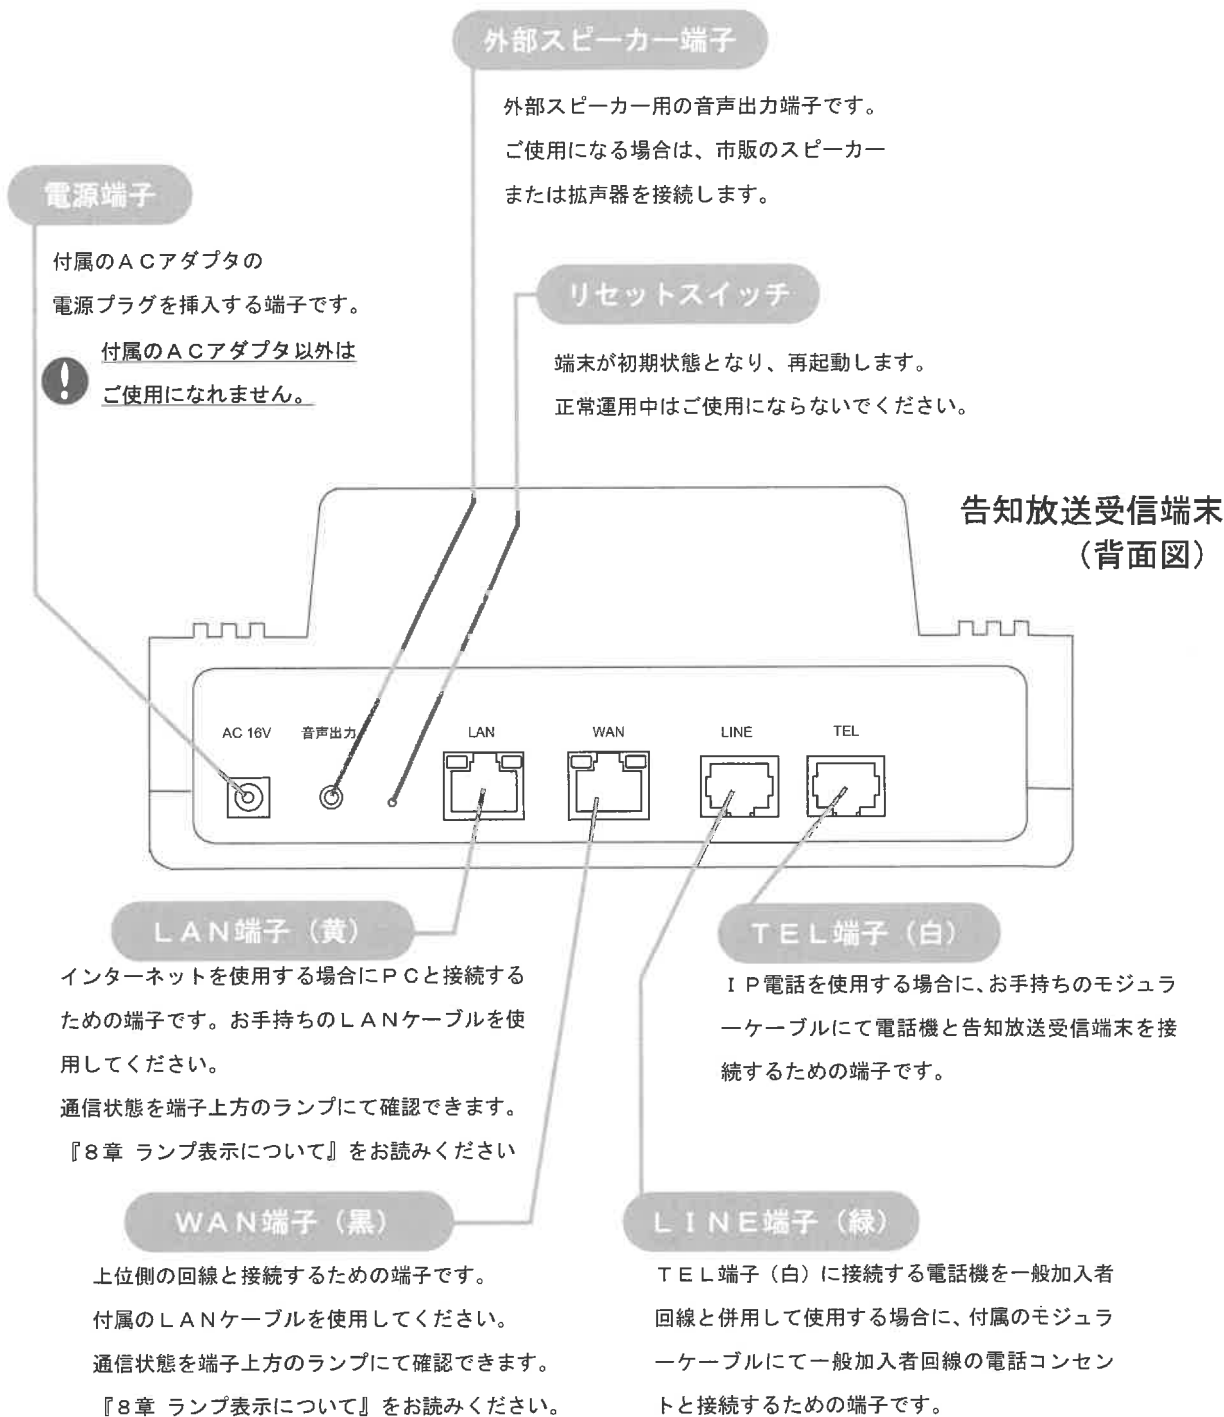 外部スピーカー端子
外部スピーカー用の音声出力端子です。
ご使用になる場合は、市販のスピーカー
または拡声器を接続します。
電源端子
付属のＡＣアダプタの
電源プラグを挿入する端子です。
付属のＡＣアダプタ以外は
ご使用になれません。
リセットスイッチ
端末が初期状態となり、再起動します。
正常運用中はご使用にならないでください。
告知放送受信端末
（背面図）
AC 16V 音声出力 LAN WAN LINE TEL
ＬＡＮ端子（黄）
インターネットを使用する場合にＰＣと接続する
ための端子です。お手持ちのＬＡＮケーブルを使
用してください。
通信状態を端子上方のランプにて確認できます。
『８章 ランプ表示について』をお読みください
ＴＥＬ端子（白）
ＩＰ電話を使用する場合に、お手持ちのモジュラ
ーケーブルにて電話機と告知放送受信端末を接
続するための端子です。
ＷＡＮ端子（黒）
上位側の回線と接続するための端子です。
付属のＬＡＮケーブルを使用してください。
通信状態を端子上方のランプにて確認できます。
『８章 ランプ表示について』をお読みください。
ＬＩＮＥ端子（緑）
ＴＥＬ端子（白）に接続する電話機を一般加入者
回線と併用して使用する場合に、付属のモジュラ
ーケーブルにて一般加入者回線の電話コンセン
トと接続するための端子です。